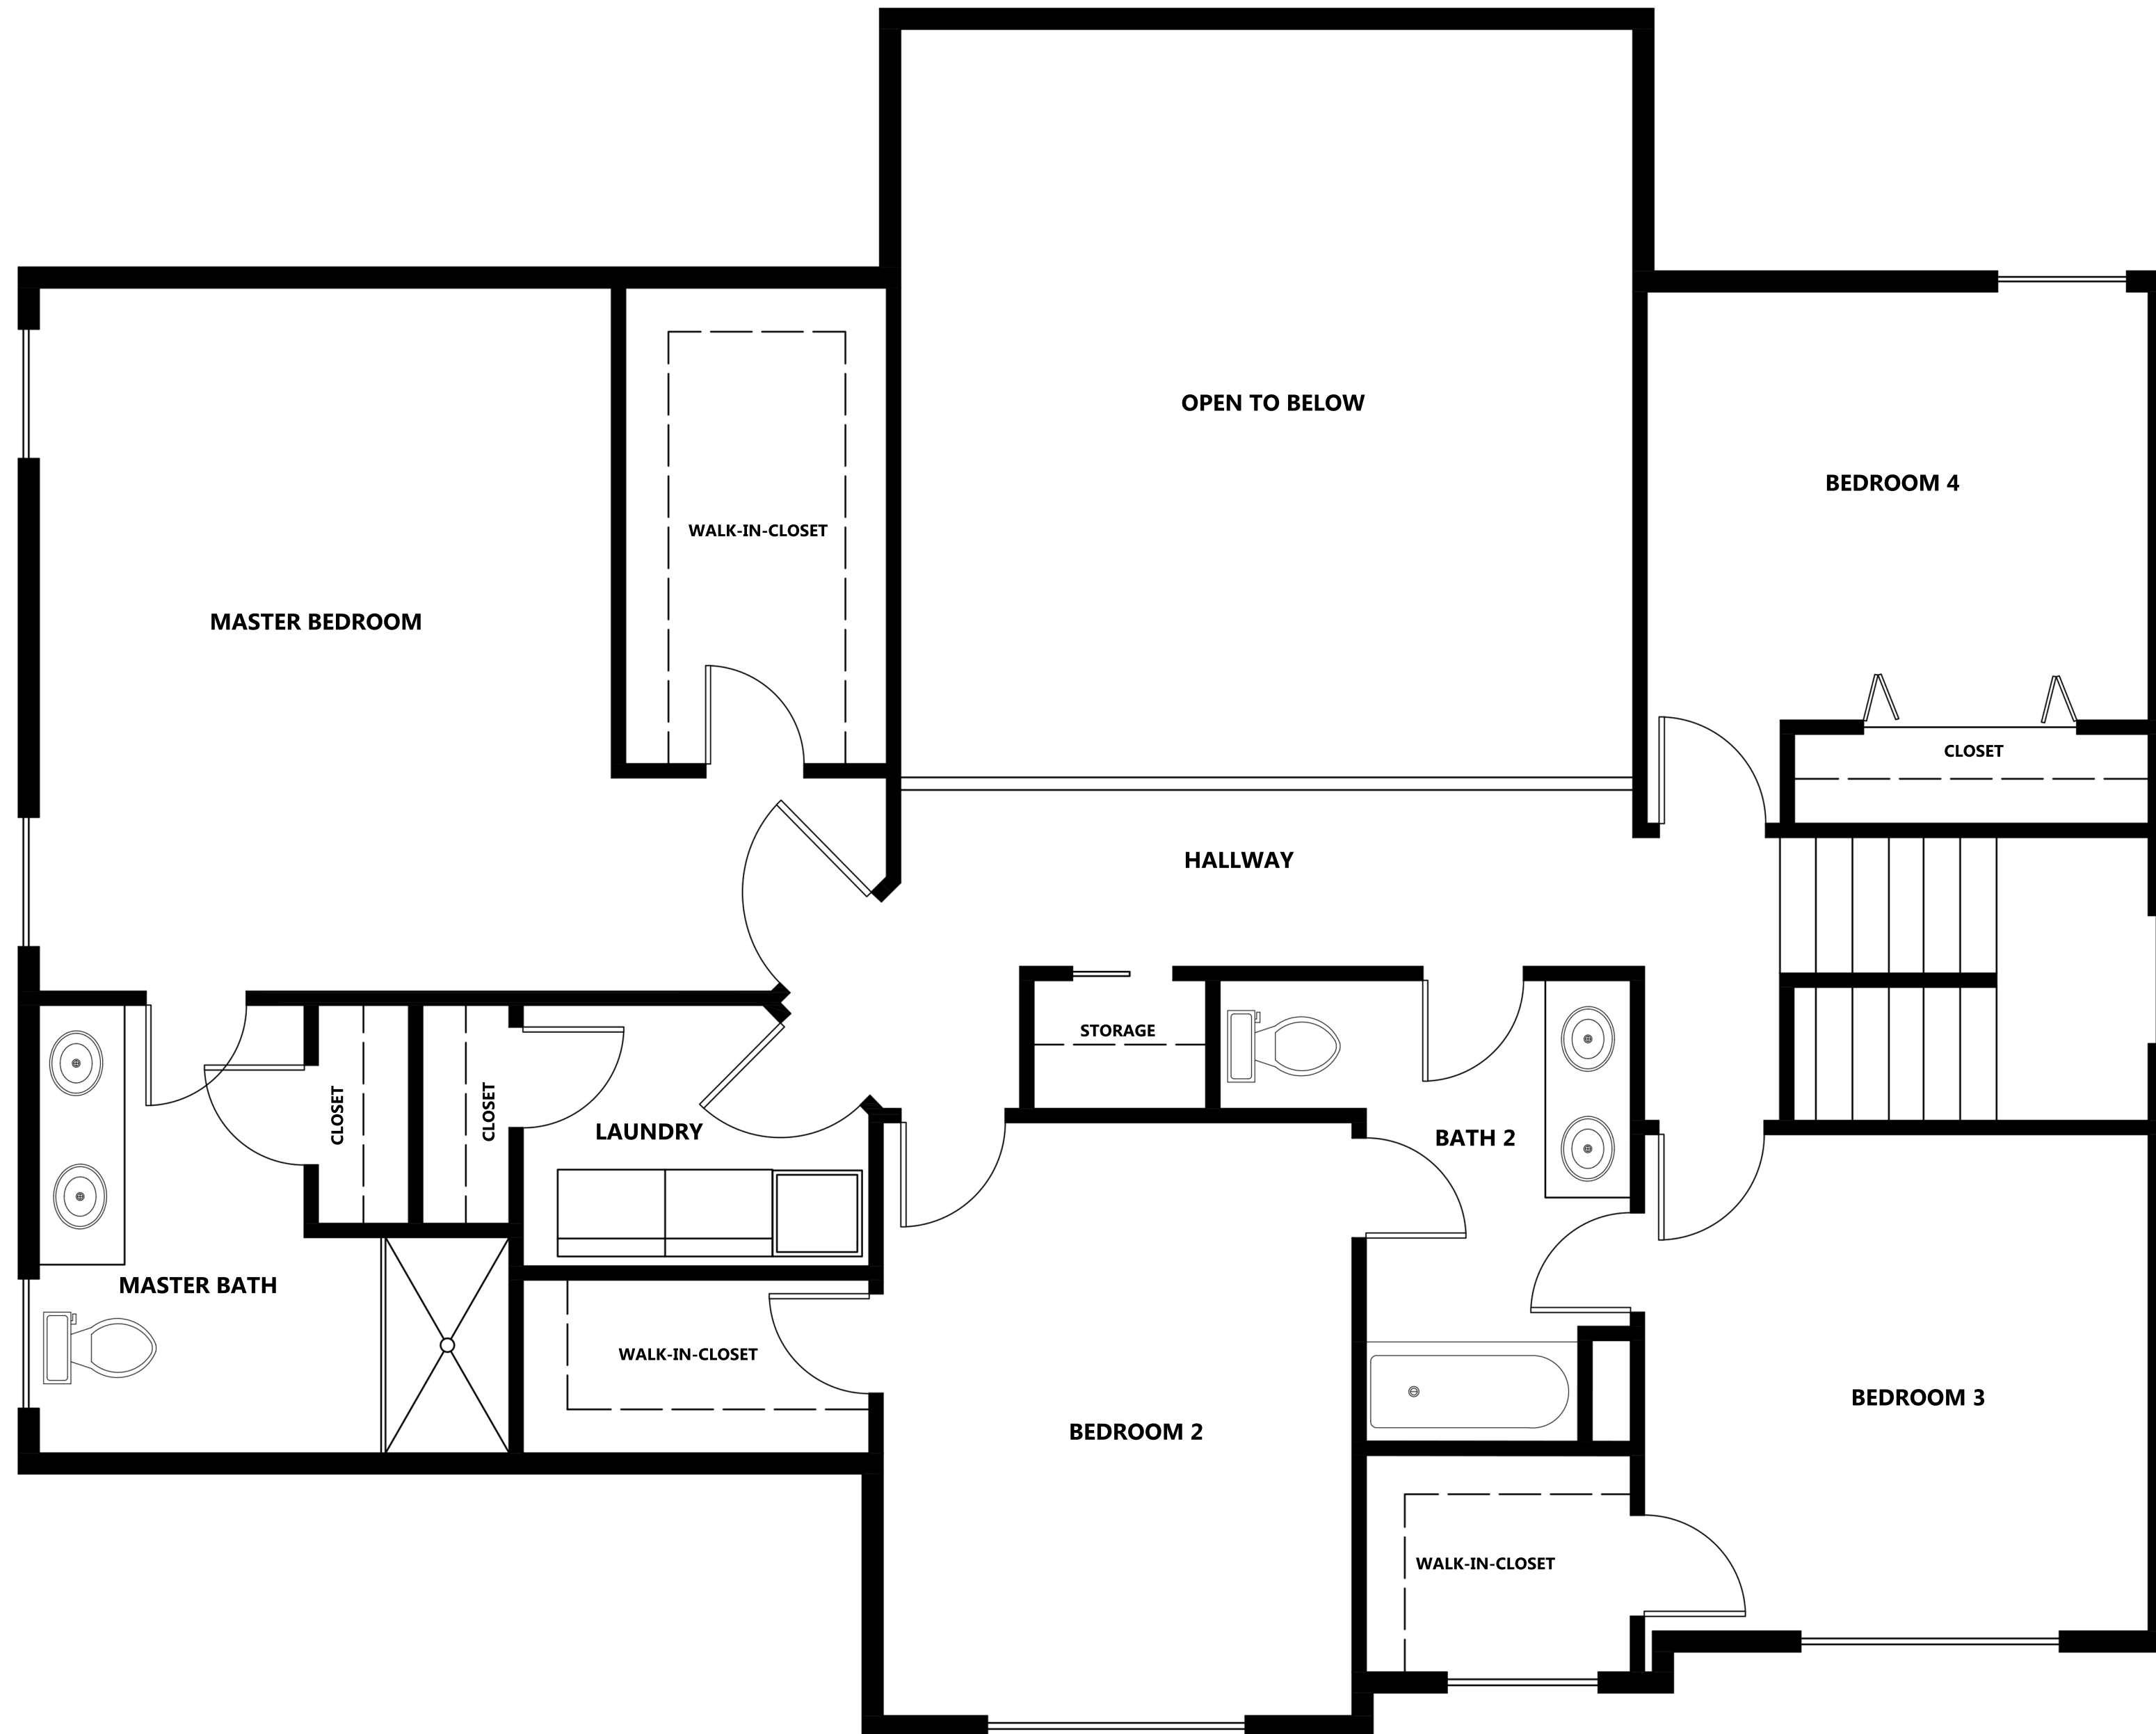 OPEN TO BELOW
BEDROOM 4
WALK-IN-CLOSET
MASTER BEDROOM
CLOSET
HALLWAY
STORAGE
CLOSET
CLOSET
LAUNDRY
BATH 2
MASTER BATH
WALK-IN-CLOSET
BEDROOM 3
BEDROOM 2
WALK-IN-CLOSET